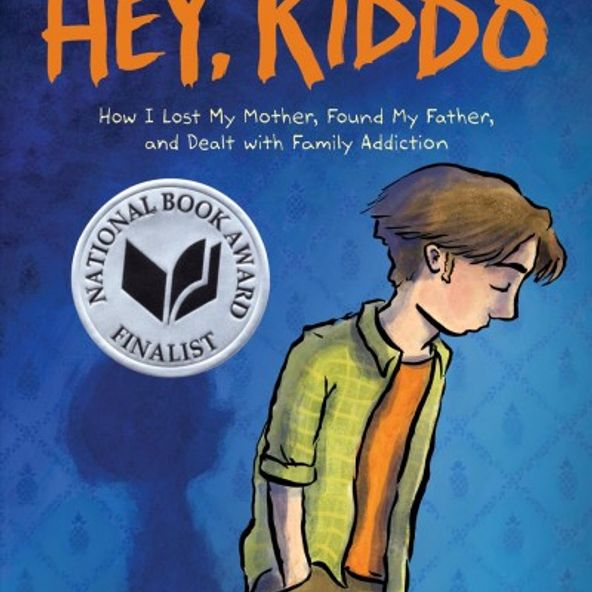 HEY, KIDDO
How I Lost My Mother, Found My Father,
and Dealt with Family Addiction
NATIONAL BOOK AWARD
FINALIST